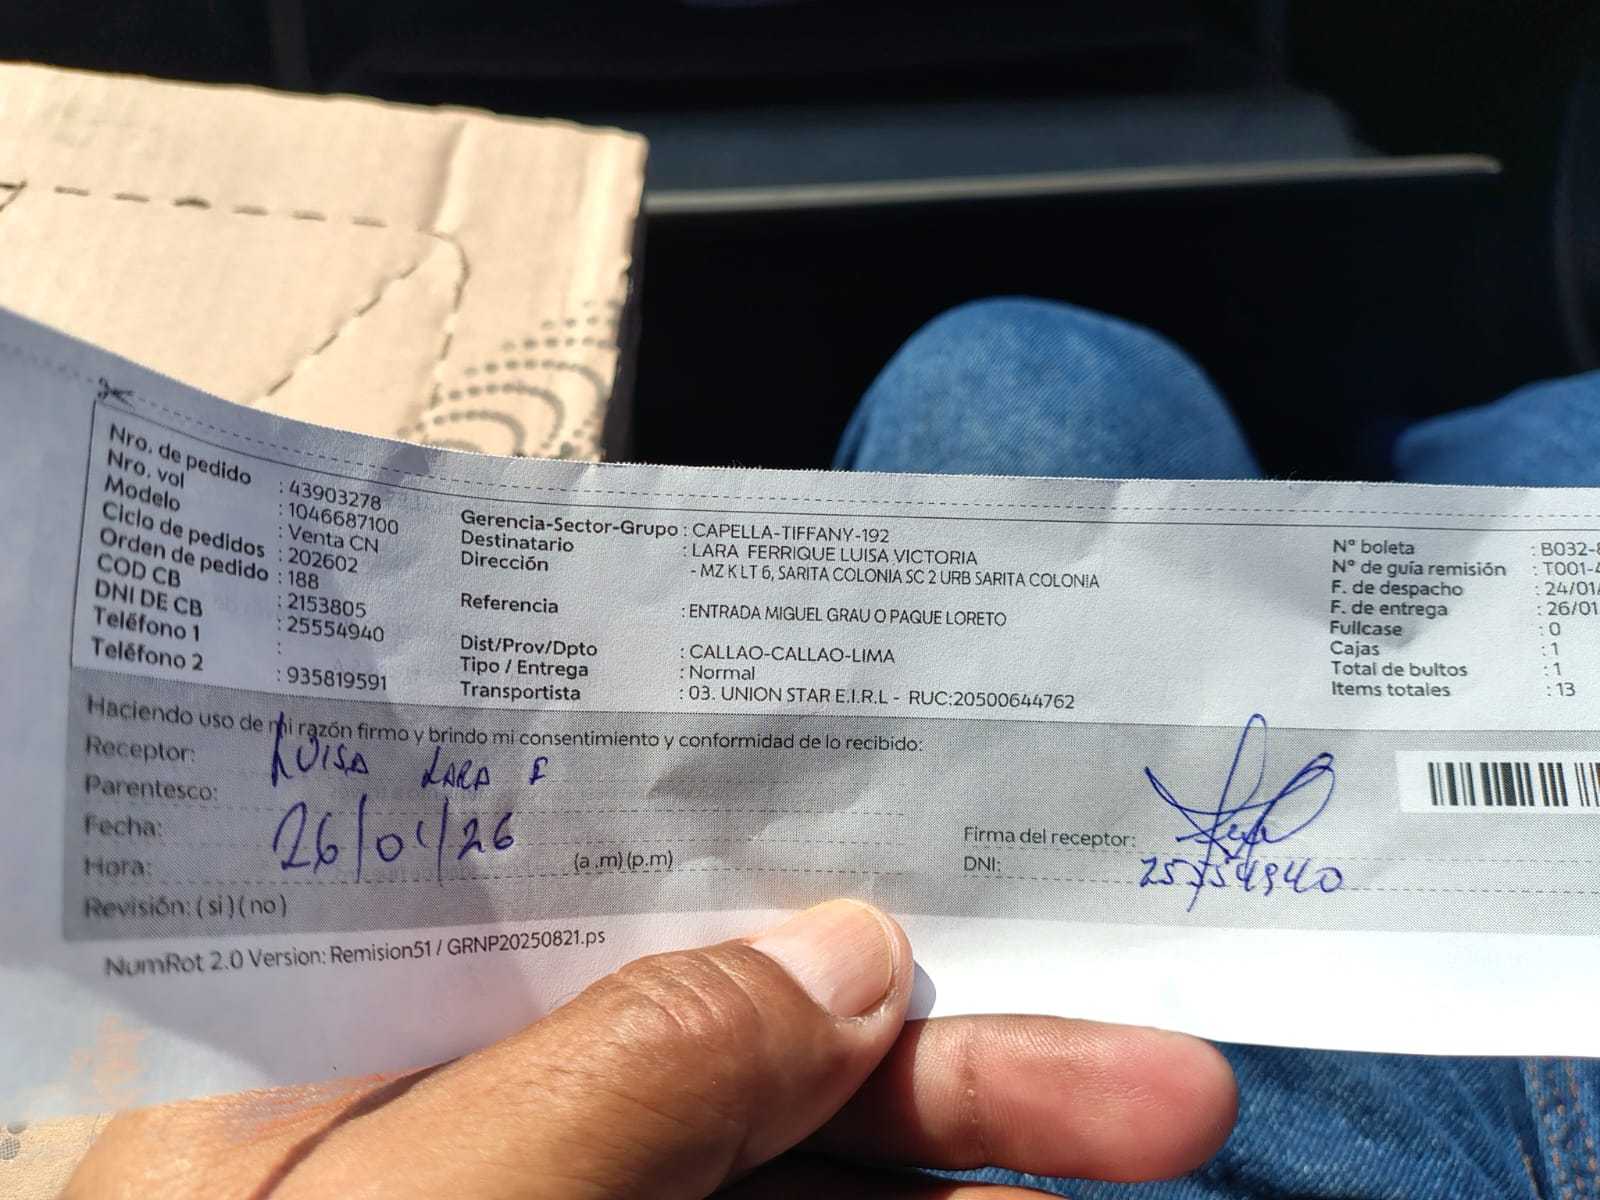 Nro. de pedido : 43903278
Nro. vol : 1046687100
Modelo : Venta CN
Ciclo de pedidos : 202602
Orden de pedido : 188
COD CB : 2153805
DNI DE CB : 25554940
Teléfono 1 :
Teléfono 2 : 935819591
Gerencia-Sector-Grupo : CAPELLA-TIFFANY-192
Destinatario : LARA FERRIQUE LUISA VICTORIA
Dirección - MZ K LT 6, SARITA COLONIA SC 2 URB SARITA COLONIA
Referencia : ENTRADA MIGUEL GRAU O PAQUE LORETO
Dist/Prov/Dpto : CALLAO-CALLAO-LIMA
Tipo / Entrega : Normal
Transportista : 03. UNION STAR E.I.R.L - RUC:20500644762
N° boleta : B032-
N° de guía remisión : T001-4
F. de despacho : 24/01/
F. de entrega : 26/01
Fullcase : 0
Cajas : 1
Total de bultos : 1
Items totales : 13
Haciendo uso de mi razón firmo y brindo mi consentimiento y conformidad de lo recibido:
Receptor: LUISA LARA F
Parentesco:
Fecha: 26/01/26
Hora: (a .m) (p.m)
Revisión: ( si ) ( no )
Firma del receptor:
DNI: 25554940
NumRot 2.0 Version: Remision51 / GRNP20250821.ps